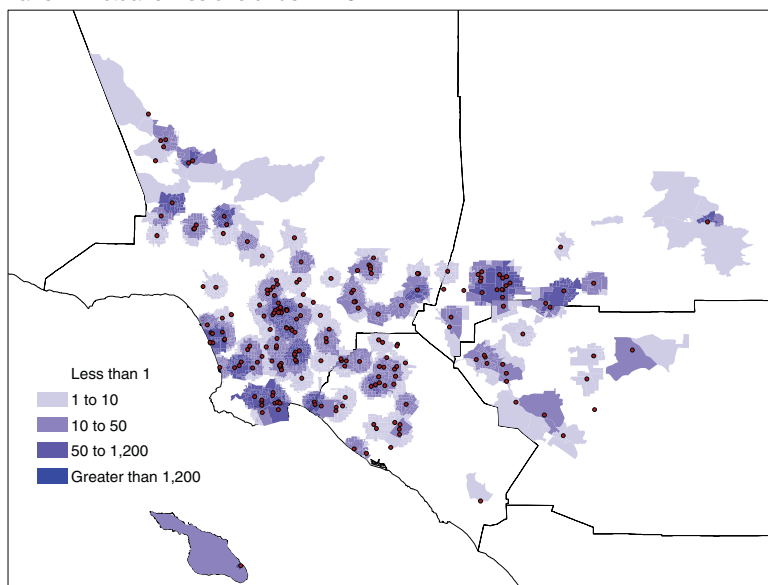 Less than 1
1 to 10
10 to 50
50 to 1,200
Greater than 1,200